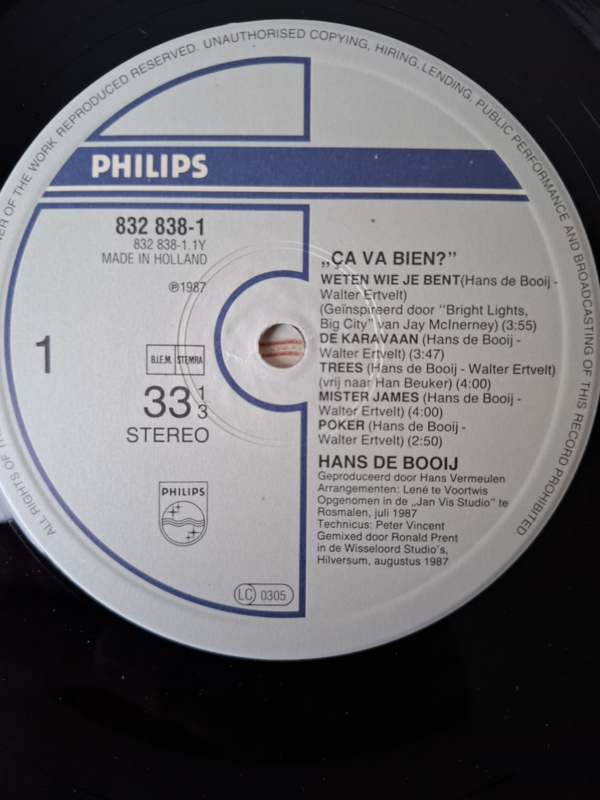 ER OF THE WORK REPRODUCED RESERVED. UNAUTHORISED COPYING, HIRING, LENDING, PUBLIC PERFORMANCE AND BROADCASTING OF THIS RECORD PROHIBITED.
ALL RIGHTS OF THE
PHILIPS
832 838-1
832 838-1.1Y
MADE IN HOLLAND
℗1987
1
B.I.E.M. STEMRA
33 1/3
STEREO
PHILIPS
LC 0305
„ÇA VA BIEN?”
WETEN WIE JE BENT(Hans de Booij -
Walter Ertvelt)
(Geïnspireerd door "Bright Lights,
Big City" van Jay McInerney) (3:55)
DE KARAVAAN (Hans de Booij -
Walter Ertvelt) (3:47)
TREES (Hans de Booij - Walter Ertvelt)
(vrij naar Han Beuker) (4:00)
MISTER JAMES (Hans de Booij -
Walter Ertvelt) (4:00)
POKER (Hans de Booij -
Walter Ertvelt) (2:50)
HANS DE BOOIJ
Geproduceerd door Hans Vermeulen
Arrangementen: Lené te Voortwis
Opgenomen in de „Jan Vis Studio” te
Rosmalen, juli 1987
Technicus: Peter Vincent
Gemixed door Ronald Prent
in de Wisseloord Studio's,
Hilversum, augustus 1987